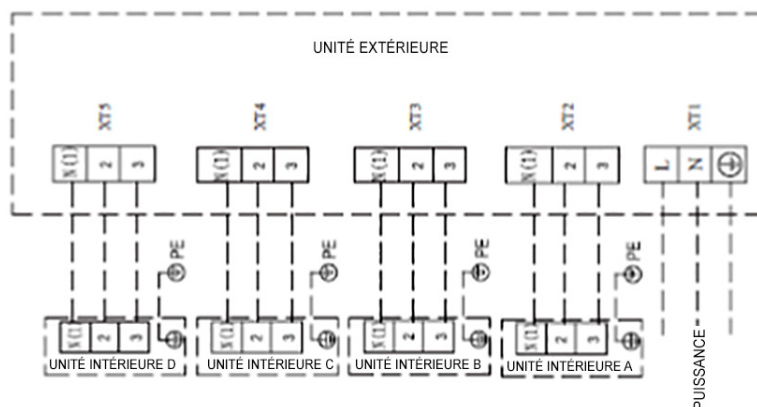 UNITÉ EXTÉRIEURE
XT5 XT4 XT3 XT2 XT1
N(1) 2 3 N(1) 2 3 N(1) 2 3 N(1) 2 3 L N
PE PE PE PE
N(1) 2 3 N(1) 2 3 N(1) 2 3 N(1) 2 3
UNITÉ INTÉRIEURE D UNITÉ INTÉRIEURE C UNITÉ INTÉRIEURE B UNITÉ INTÉRIEURE A
PUISSANCE